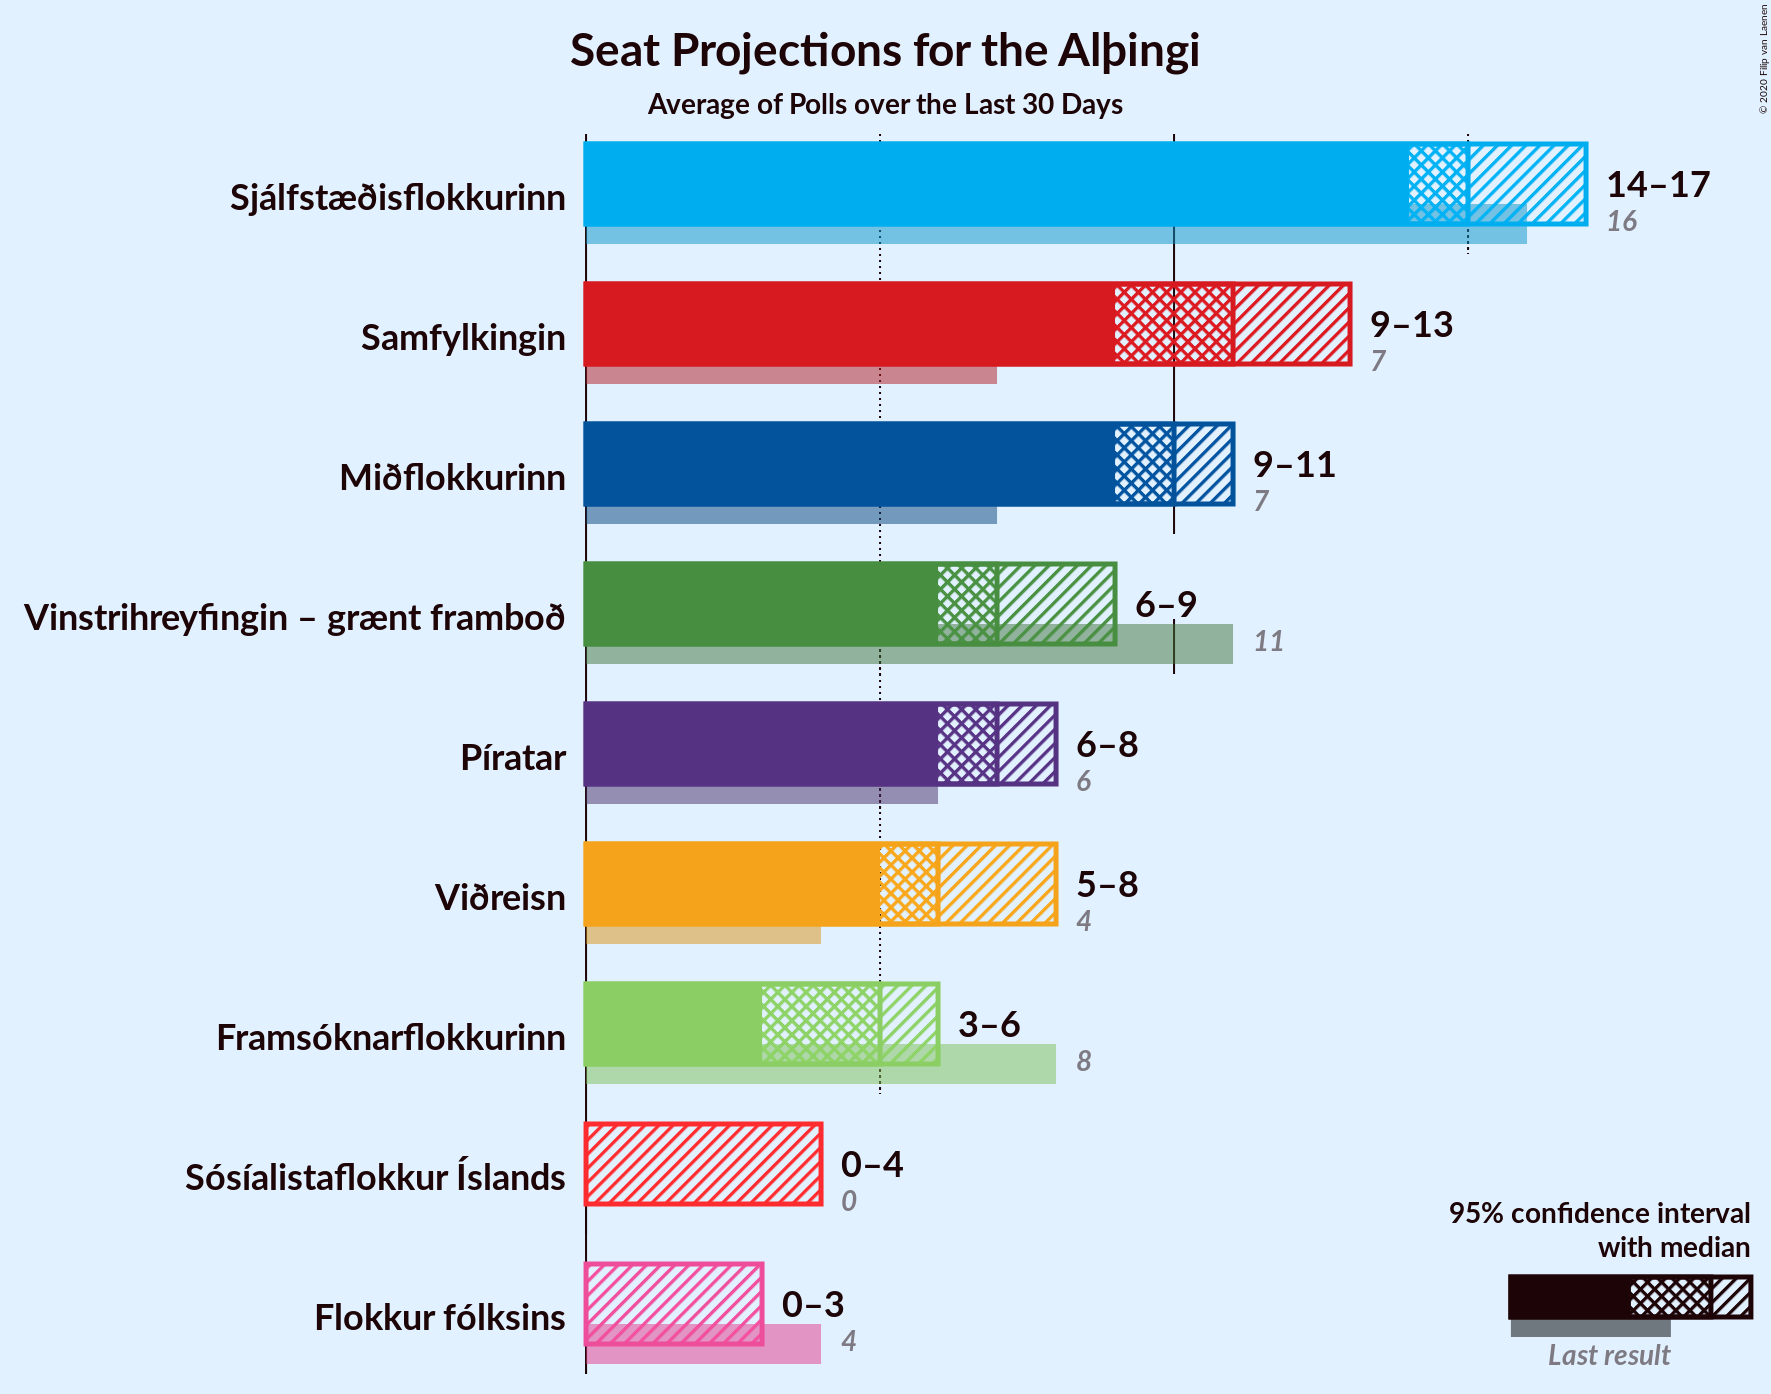 © 2020 Filip van Laenen
Seat Projections for the Alþingi
Average of Polls over the Last 30 Days
Sjálfstæðisflokkurinn
14–17
16
Samfylkingin
9–13
7
Miðflokkurinn
9–11
7
Vinstrihreyfingin – grænt framboð
6–9
11
Píratar
6–8
6
Viðreisn
5–8
4
Framsóknarflokkurinn
3–6
8
Sósíalistaflokkur Íslands
0–4
0
Flokkur fólksins
0–3
4
95% confidence interval
with median
Last result